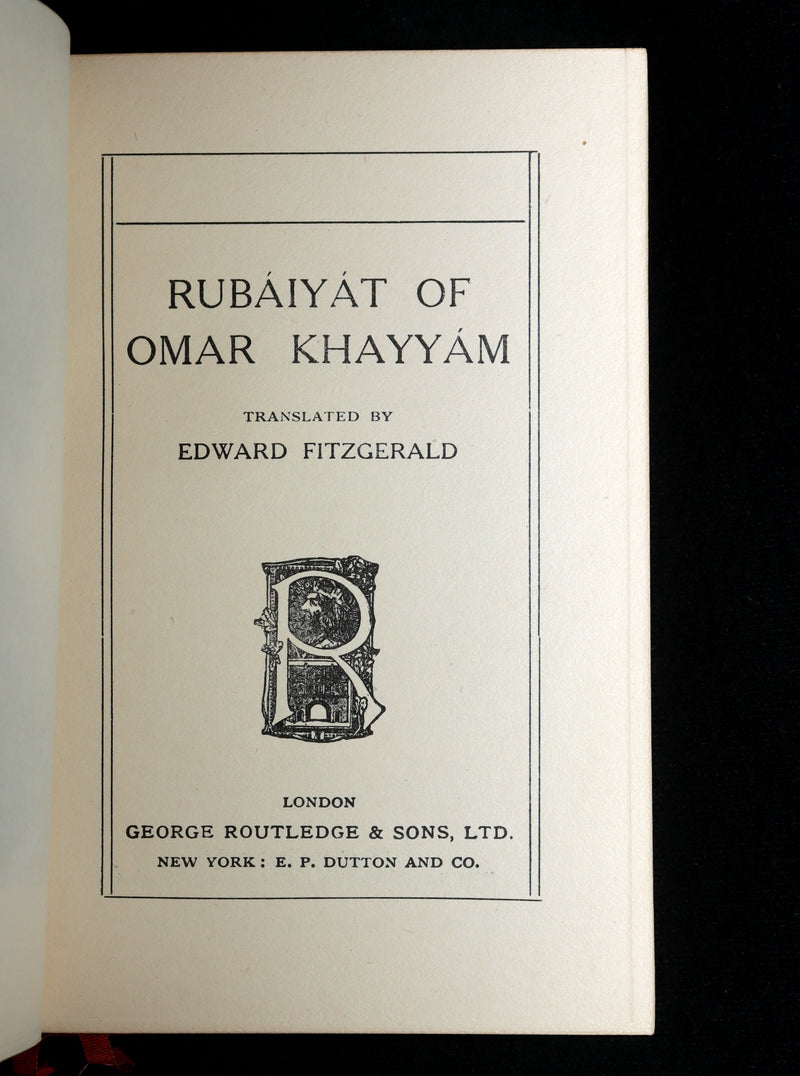 RUBÁIYÁT OF
OMAR KHAYYÁM
TRANSLATED BY
EDWARD FITZGERALD
R
LONDON
GEORGE ROUTLEDGE & SONS, LTD.
NEW YORK: E. P. DUTTON AND CO.